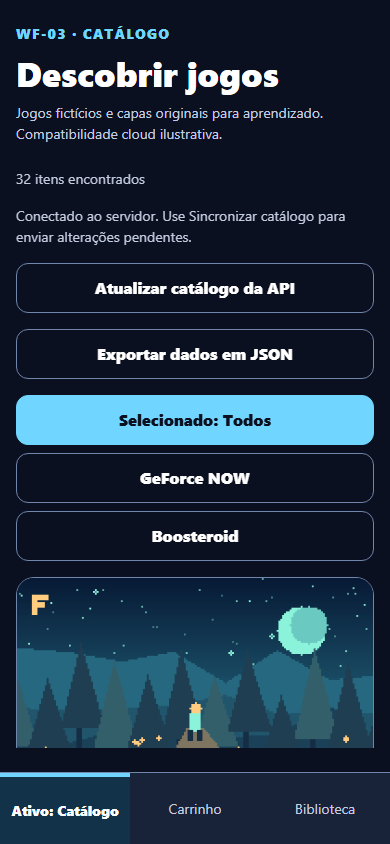 WF-03 • CATÁLOGO
Descobrir jogos
Jogos fictícios e capas originais para aprendizado.
Compatibilidade cloud ilustrativa.
32 itens encontrados
Conectado ao servidor. Use Sincronizar catálogo para
enviar alterações pendentes.
Atualizar catálogo da API
Exportar dados em JSON
Selecionado: Todos
GeForce NOW
Boosteroid
F
Ativo: Catálogo
Carrinho
Biblioteca